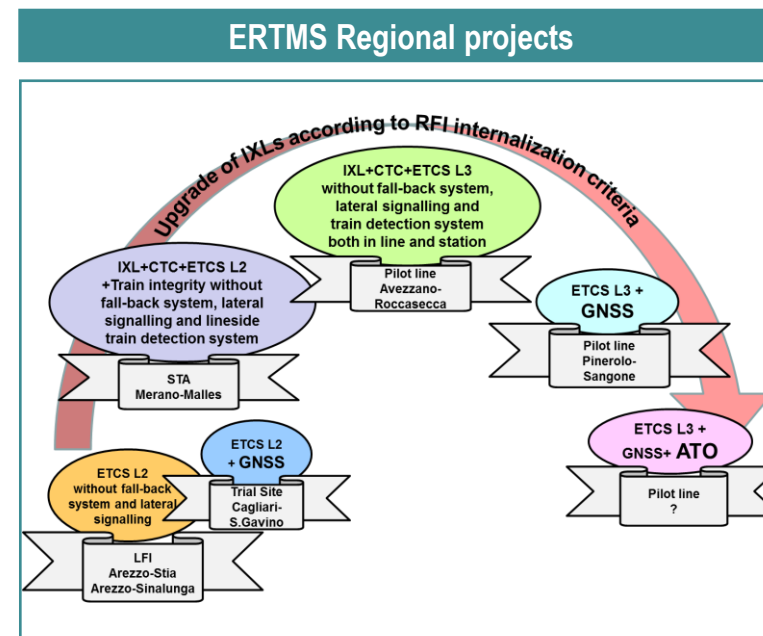 ERTMS Regional projects
Upgrade of IXLs according to RFI internalization criteria
IXL+CTC+ETCS L3
without fall-back system,
lateral signalling and
train detection system
both in line and station
Pilot line
Avezzano-
Roccasecca
IXL+CTC+ETCS L2
+Train integrity without
fall-back system, lateral
signalling and lineside
train detection system
STA
Merano-Malles
ETCS L3 +
GNSS
Pilot line
Pinerolo-
Sangone
ETCS L2
+ GNSS
Trial Site
Cagliari-
S.Gavino
ETCS L2
without fall-back
system and lateral
signalling
LFI
Arezzo-Stia
Arezzo-Sinalunga
ETCS L3 +
GNSS+ ATO
Pilot line
?